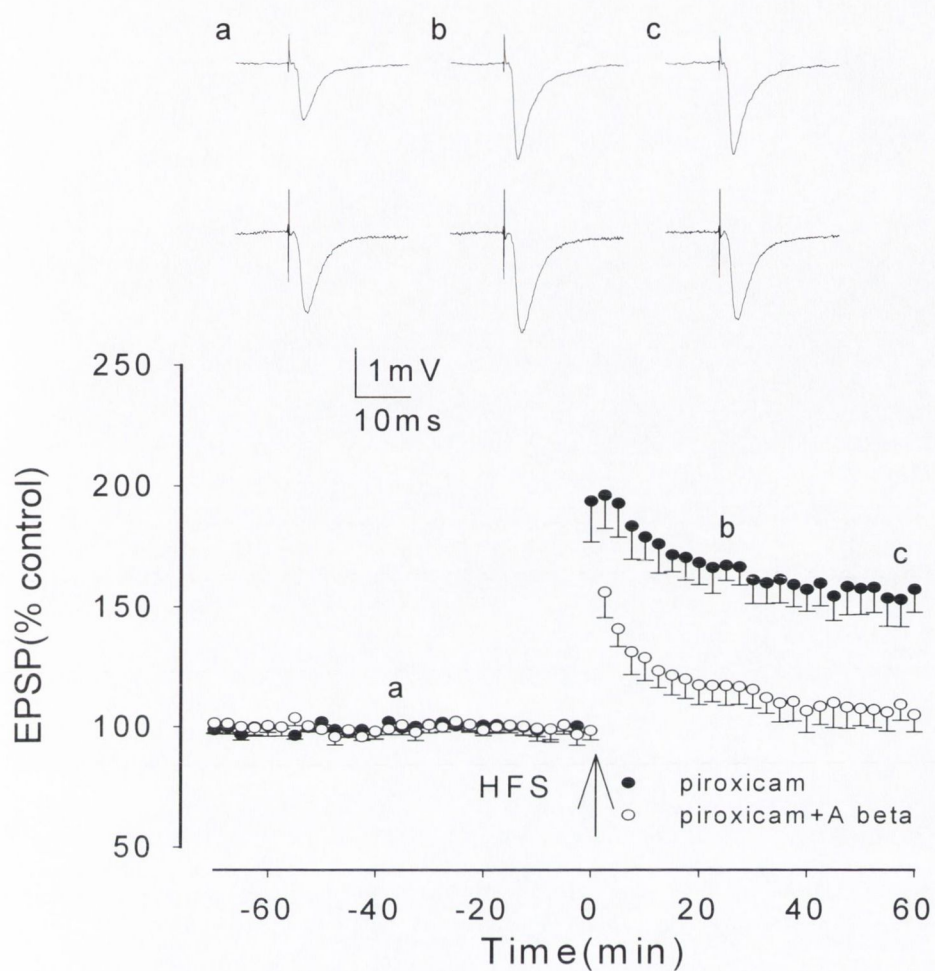 a b c
1mV
10ms
250
200
150
100
50
EPSP(% control)
a
b
c
HFS
piroxicam
piroxicam+A beta
-60 -40 -20 0 20 40 60
Time(min)